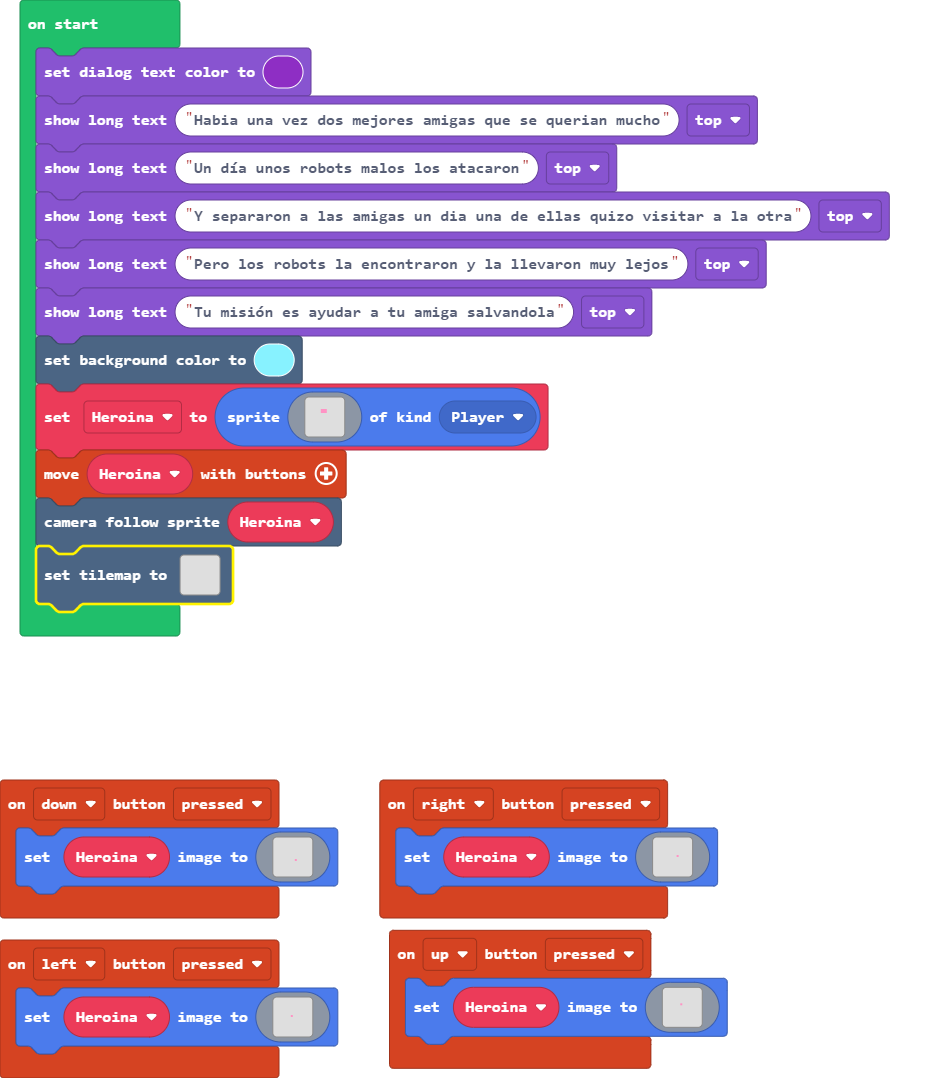 on start
set dialog text color to
show long text "Habia una vez dos mejores amigas que se querian mucho" top
show long text "Un día unos robots malos los atacaron" top
show long text "Y separaron a las amigas un dia una de ellas quizo visitar a la otra" top
show long text "Pero los robots la encontraron y la llevaron muy lejos" top
show long text "Tu misión es ayudar a tu amiga salvandola" top
set background color to
set Heroina to sprite of kind Player
move Heroina with buttons
camera follow sprite Heroina
set tilemap to
on down button pressed
set Heroina image to
on right button pressed
set Heroina image to
on left button pressed
set Heroina image to
on up button pressed
set Heroina image to